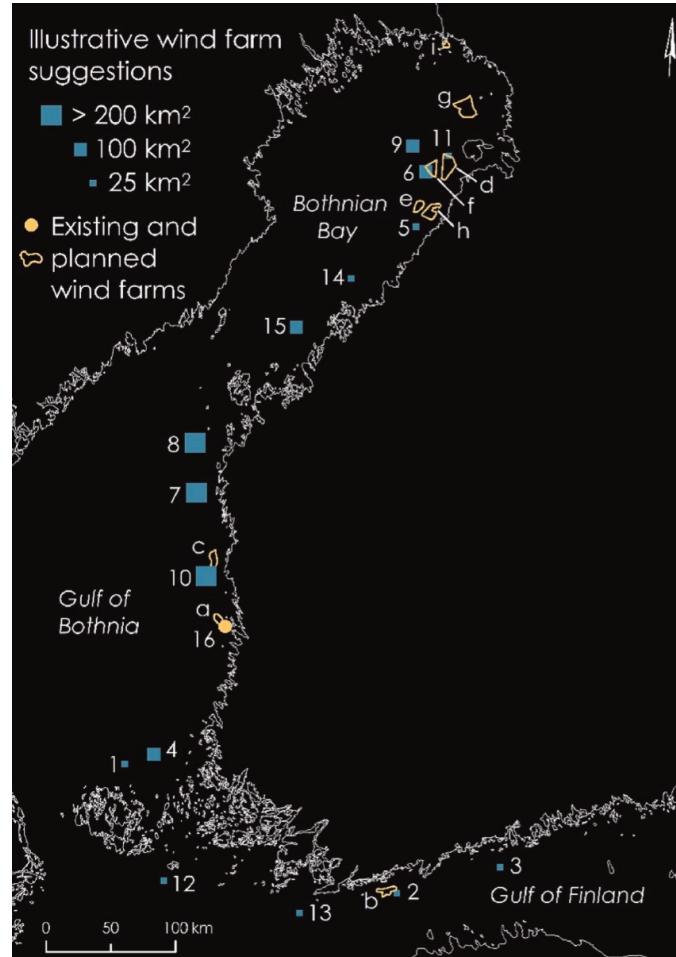 Illustrative wind farm
suggestions
> 200 km²
100 km²
25 km²
Existing and
planned
wind farms
i
g
9
11
6
d
f
e
h
5
Bothnian
Bay
14
15
8
7
c
10
Gulf of
Bothnia
a
16
4
1
12
13
b
2
3
Gulf of Finland
0
50
100 km